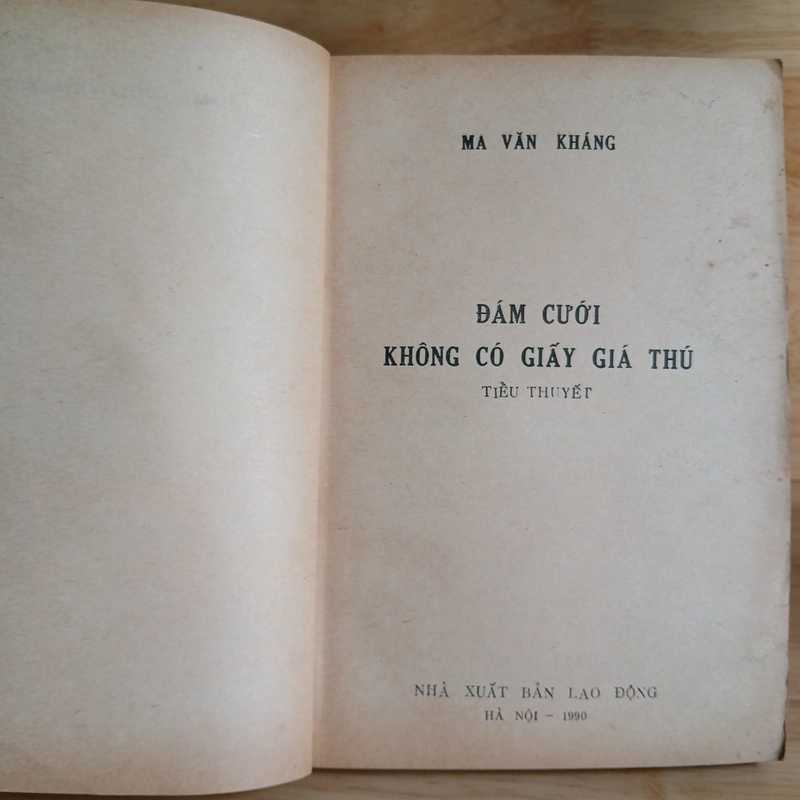 MA VĂN KHÁNG
ĐÁM CƯỚI
KHÔNG CÓ GIẤY GIÁ THÚ
TIỂU THUYẾT
NHÀ XUẤT BẢN LAO ĐỘNG
HÀ NỘI - 1990